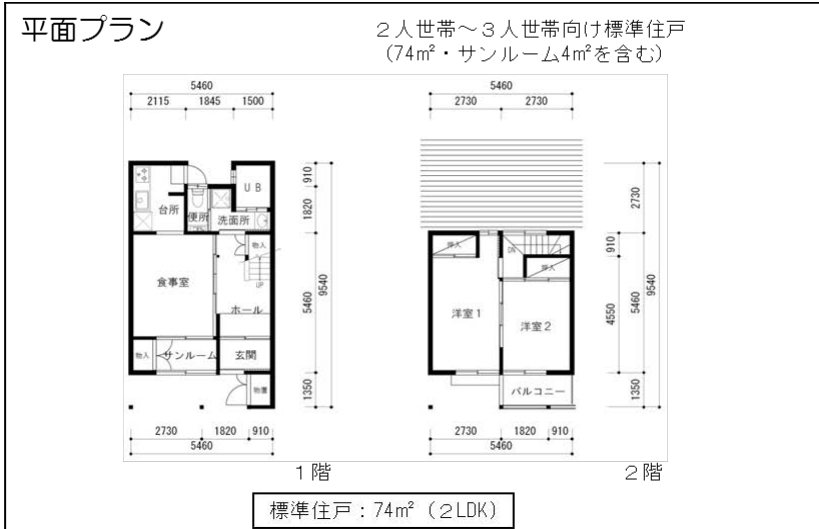 平面プラン
２人世帯～３人世帯向け標準住戸
(74㎡・サンルーム4㎡を含む)
5460
2115 1845 1500
台所
便所
洗面所
ＵＢ
物入
UP
食事室
ホール
物入
サンルーム
玄関
物置
910
1820
5460
1350
9540
2730 1820 910
5460
１階
5460
2730 2730
押入
DN
押入
洋室１
洋室２
バルコニー
2730
910
4550
5460
1350
9540
2730 1820 910
5460
２階
標準住戸：74㎡（２LDK）